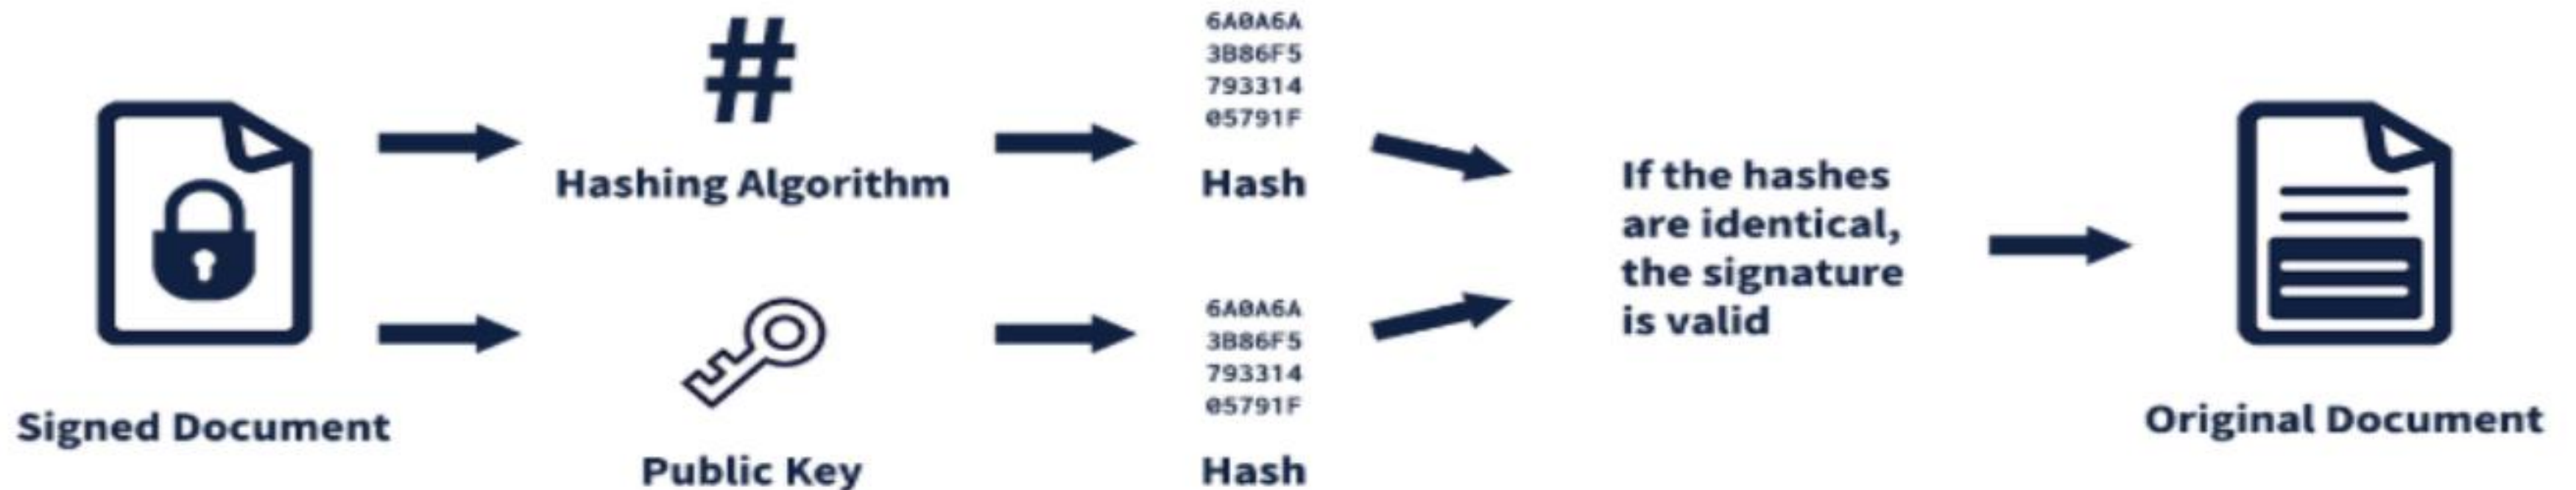 #
Hashing Algorithm
6A0A6A
3B86F5
793314
05791F
Hash
Signed Document
Public Key
6A0A6A
3B86F5
793314
05791F
Hash
If the hashes
are identical,
the signature
is valid
Original Document